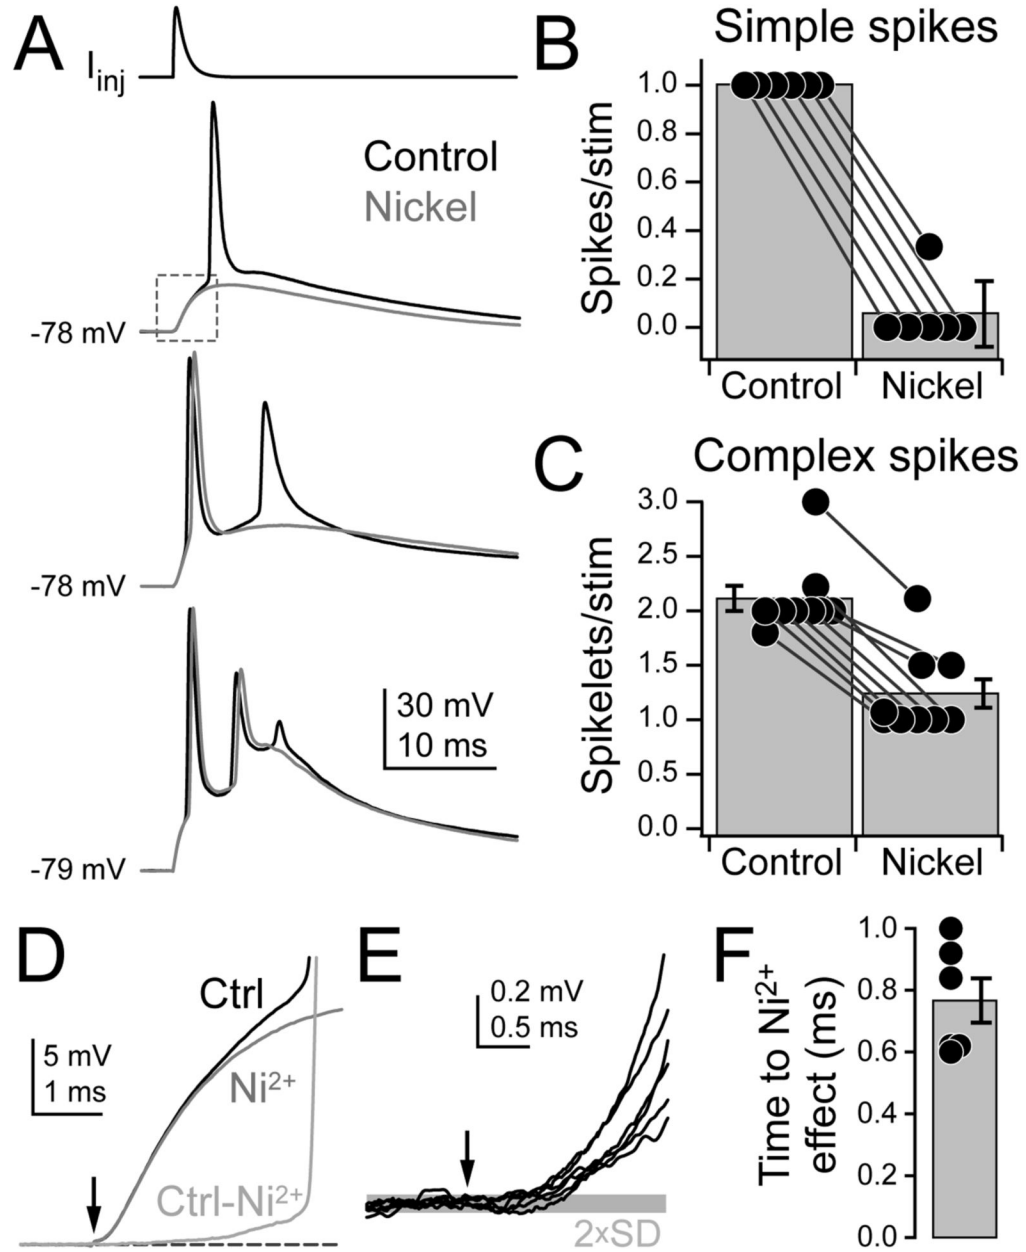 A
I inj
Control
Nickel
-78 mV
-78 mV
30 mV
10 ms
-79 mV
B
Simple spikes
Spikes/stim
1.0
0.8
0.6
0.4
0.2
0.0
Control
Nickel
C
Complex spikes
Spikelets/stim
3.0
2.5
2.0
1.5
1.0
0.5
0.0
Control
Nickel
D
Ctrl
5 mV
1 ms
Ni²⁺
Ctrl-Ni²⁺
E
0.2 mV
0.5 ms
2×SD
F
Time to Ni²⁺
effect (ms)
1.0
0.8
0.6
0.4
0.2
0.0